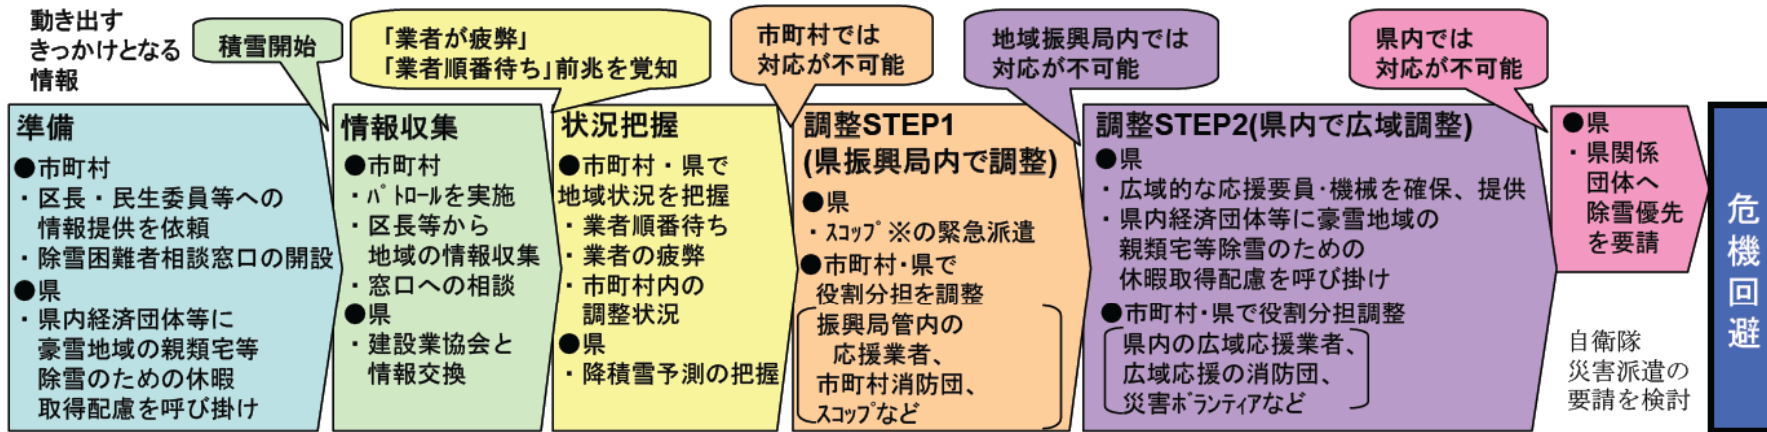 動き出す
きっかけとなる
情報
積雪開始
「業者が疲弊」
「業者順番待ち」前兆を覚知
市町村では
対応が不可能
地域振興局内では
対応が不可能
県内では
対応が不可能
準備
●市町村
・区長・民生委員等への
情報提供を依頼
・除雪困難者相談窓口の開設
●県
・県内経済団体等に
豪雪地域の親類宅等
除雪のための休暇
取得配慮を呼び掛け
情報収集
●市町村
・ﾊﾟﾄﾛｰﾙを実施
・区長等から
地域の情報収集
・窓口への相談
●県
・建設業協会と
情報交換
状況把握
●市町村・県で
地域状況を把握
・業者順番待ち
・業者の疲弊
・市町村内の
調整状況
●県
・降積雪予測の把握
調整STEP1
(県振興局内で調整)
●県
・ｽｺｯﾌﾟ※の緊急派遣
●市町村・県で
役割分担を調整
振興局管内の
応援業者、
市町村消防団、
ｽｺｯﾌﾟなど
調整STEP2(県内で広域調整)
●県
・広域的な応援要員・機械を確保、提供
・県内経済団体等に豪雪地域の
親類宅等除雪のための
休暇取得配慮を呼び掛け
●市町村・県で役割分担調整
県内の広域応援業者、
広域応援の消防団、
災害ﾎﾞﾗﾝﾃｨｱなど
●県
・県関係
団体へ
除雪優先
を要請
自衛隊
災害派遣の
要請を検討
危機回避